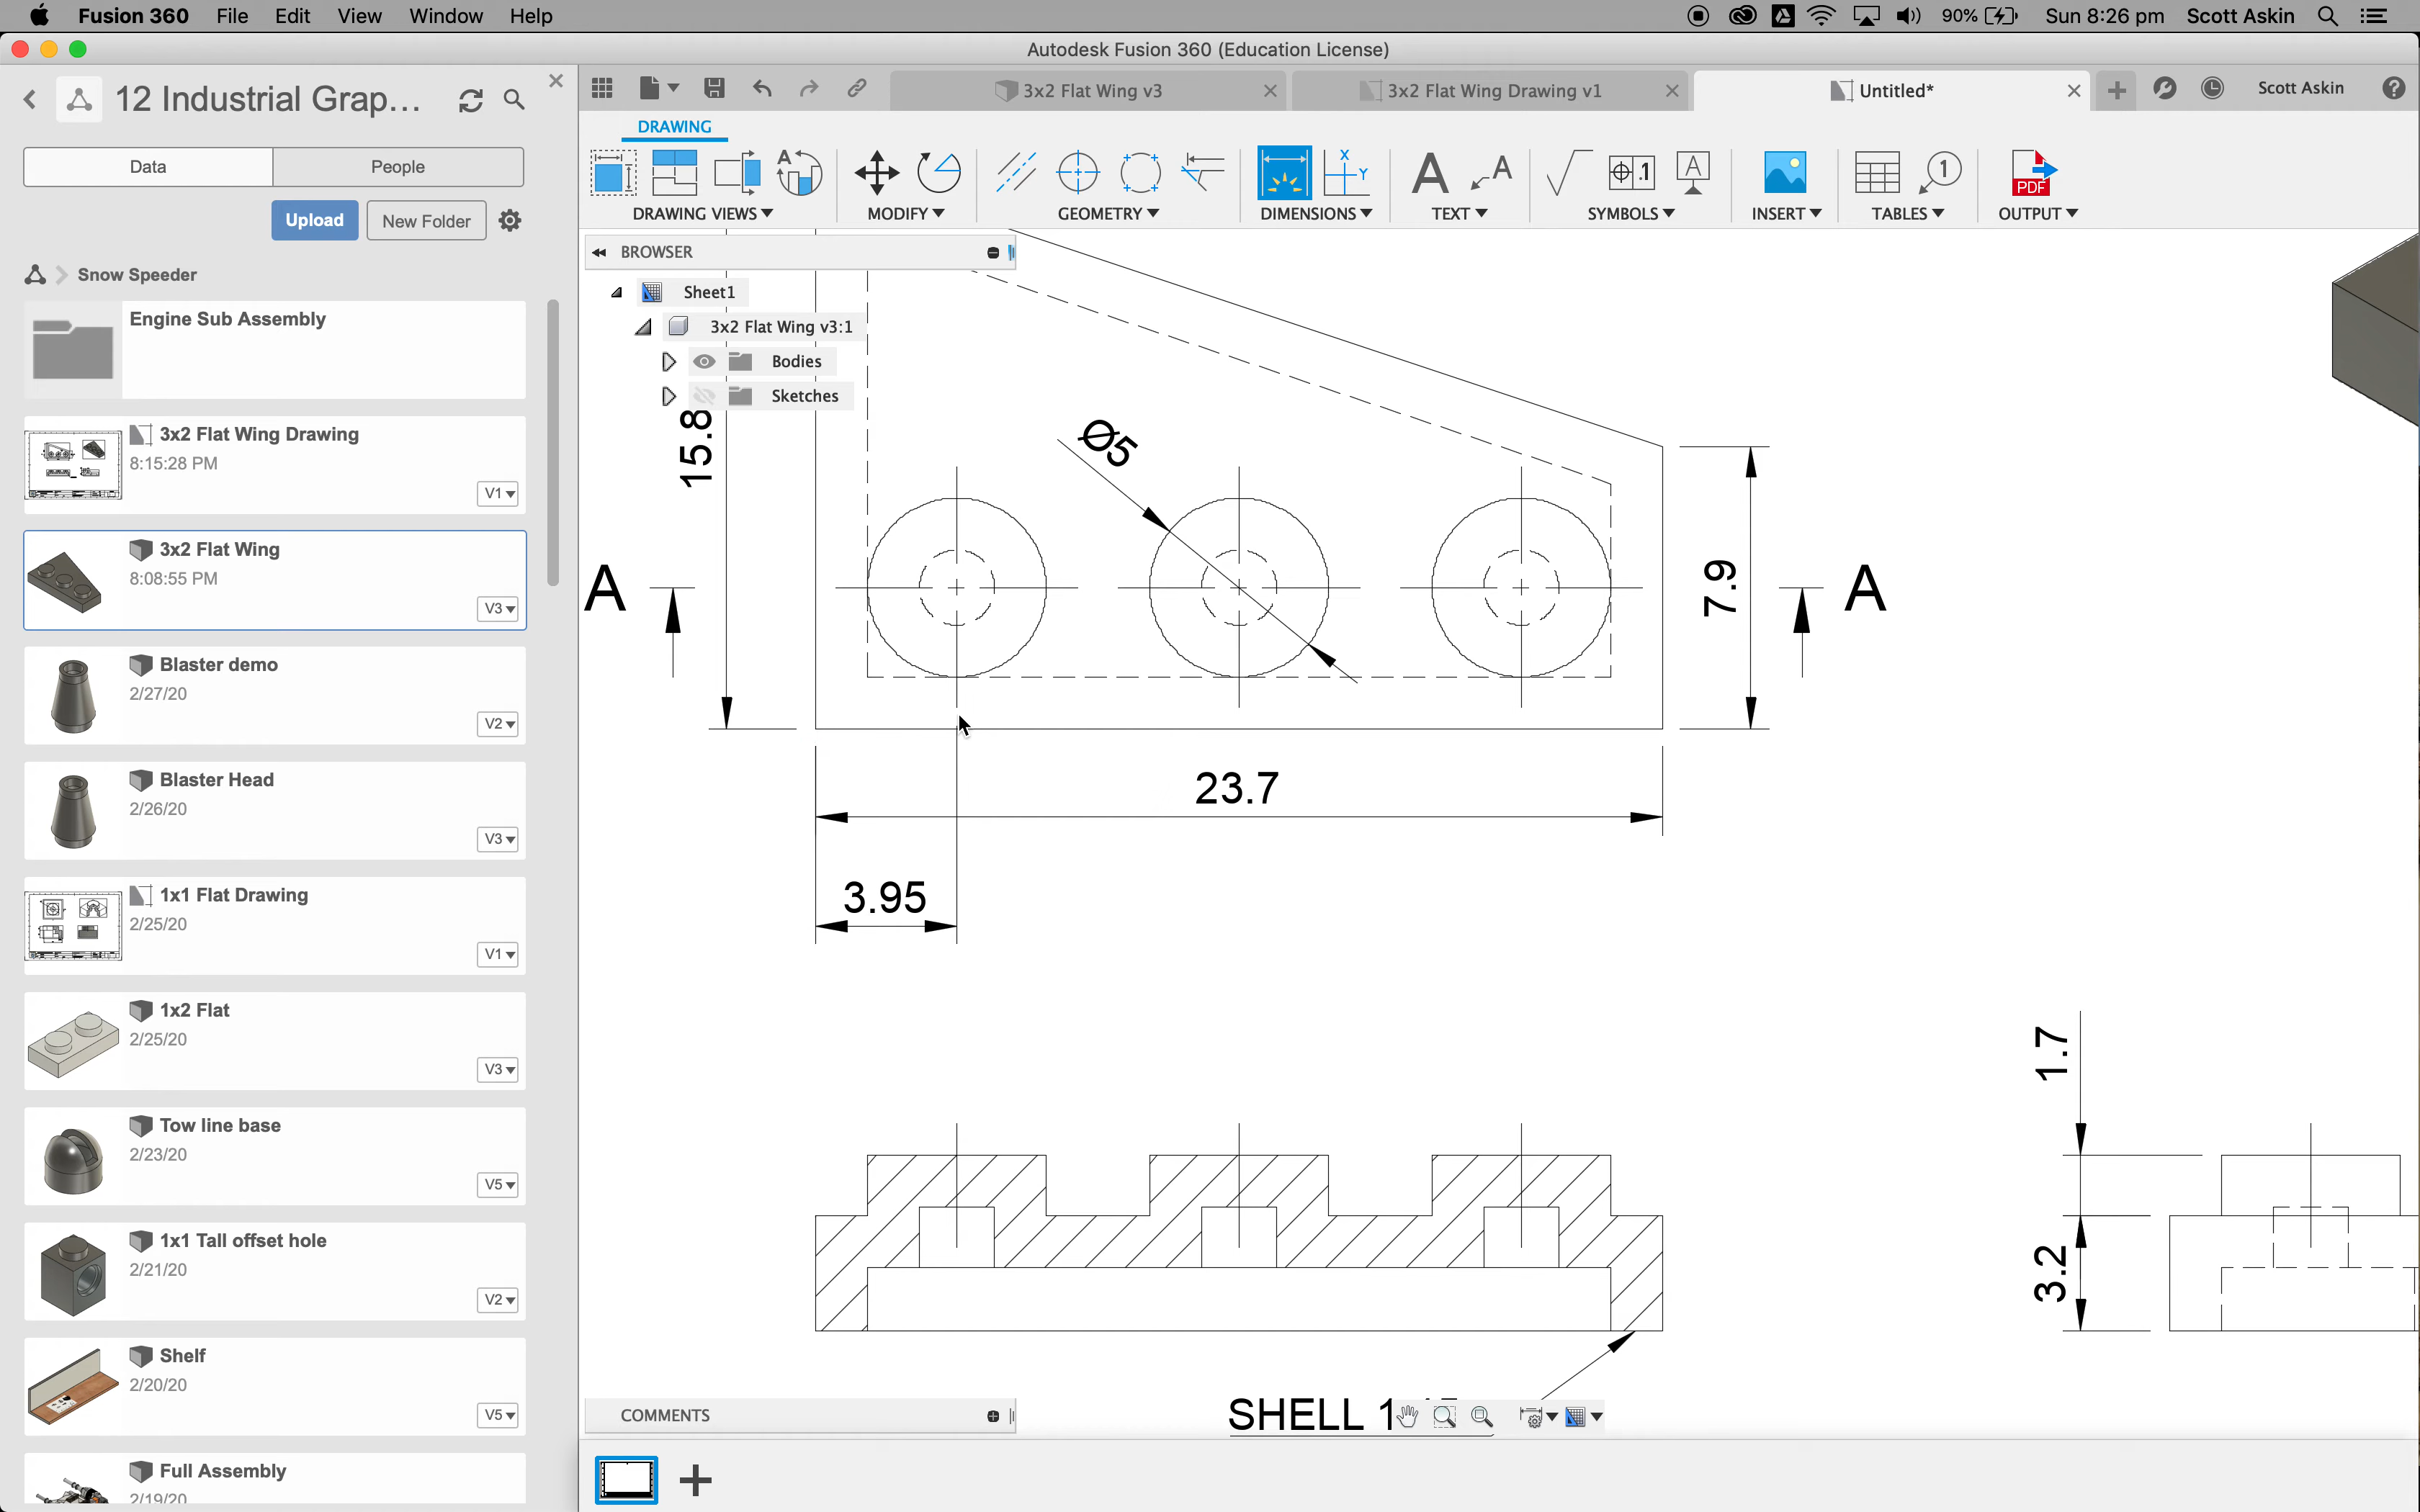 Fusion 360 File Edit View Window Help
90% Sun 8:26 pm Scott Askin
Autodesk Fusion 360 (Education License)
12 Industrial Grap...
Data People
Upload New Folder
Snow Speeder
Engine Sub Assembly
3x2 Flat Wing Drawing
8:15:28 PM
V1
3x2 Flat Wing
8:08:55 PM
V3
Blaster demo
2/27/20
V2
Blaster Head
2/26/20
V3
1x1 Flat Drawing
2/25/20
V1
1x2 Flat
2/25/20
V3
Tow line base
2/23/20
V5
1x1 Tall offset hole
2/21/20
V2
Shelf
2/20/20
V5
Full Assembly
2/19/20
3x2 Flat Wing v3 3x2 Flat Wing Drawing v1 Untitled* Scott Askin
DRAWING
DRAWING VIEWS MODIFY GEOMETRY DIMENSIONS TEXT SYMBOLS INSERT TABLES OUTPUT
BROWSER
Sheet1
3x2 Flat Wing v3:1
Bodies
Sketches
15.8
Ø5
A
7.9
A
23.7
3.95
1.7
3.2
SHELL 1
COMMENTS